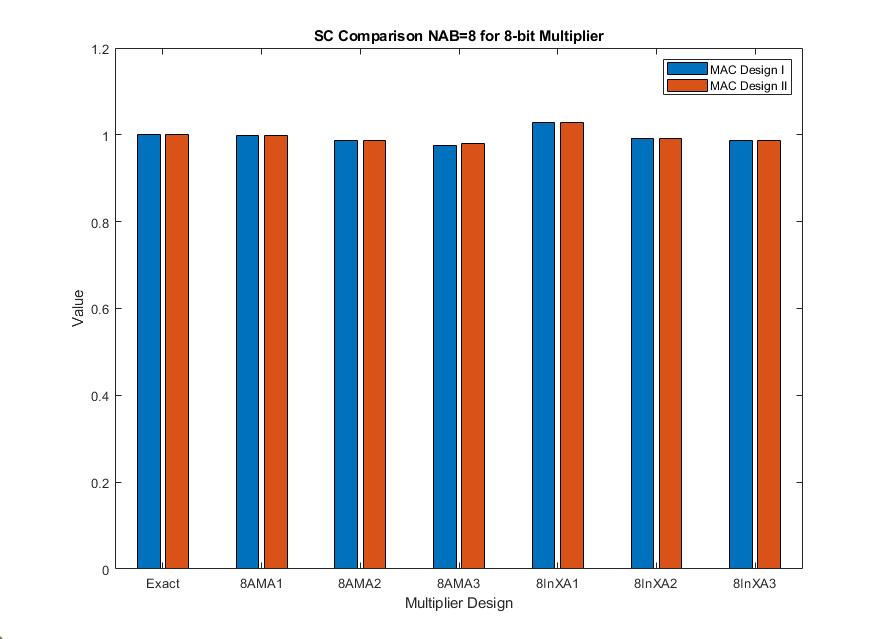 SC Comparison NAB=8 for 8-bit Multiplier
1.2
1
0.8
0.6
0.4
0.2
0
Value
MAC Design I
MAC Design II
Exact 8AMA1 8AMA2 8AMA3 8InXA1 8InXA2 8InXA3
Multiplier Design